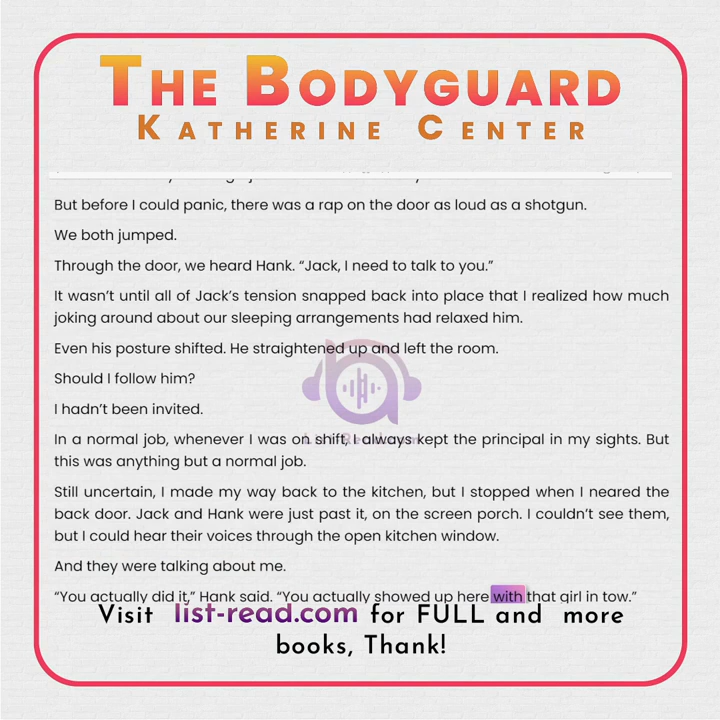 THE BODYGUARD
KATHERINE CENTER
But before I could panic, there was a rap on the door as loud as a shotgun.
We both jumped.
Through the door, we heard Hank. “Jack, I need to talk to you.”
It wasn’t until all of Jack’s tension snapped back into place that I realized how much
joking around about our sleeping arrangements had relaxed him.
Even his posture shifted. He straightened up and left the room.
Should I follow him?
I hadn’t been invited.
In a normal job, whenever I was on shift, I always kept the principal in my sights. But
this was anything but a normal job.
Still uncertain, I made my way back to the kitchen, but I stopped when I neared the
back door. Jack and Hank were just past it, on the screen porch. I couldn’t see them,
but I could hear their voices through the open kitchen window.
And they were talking about me.
“You actually did it,” Hank said. “You actually showed up here with that girl in tow.”
Visit list-read.com for FULL and more
books, Thank!